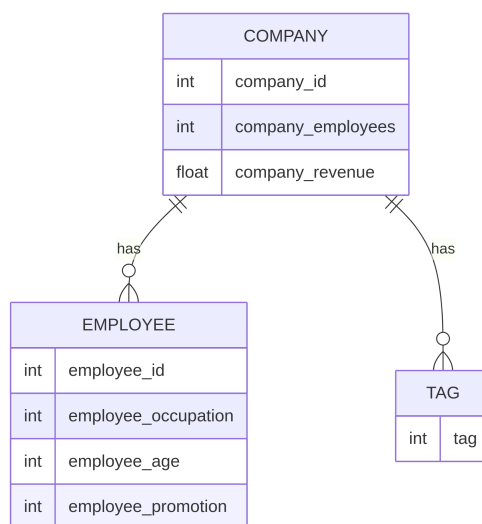 COMPANY
int company_id
int company_employees
float company_revenue
has
has
EMPLOYEE
int employee_id
int employee_occupation
int employee_age
int employee_promotion
TAG
int tag